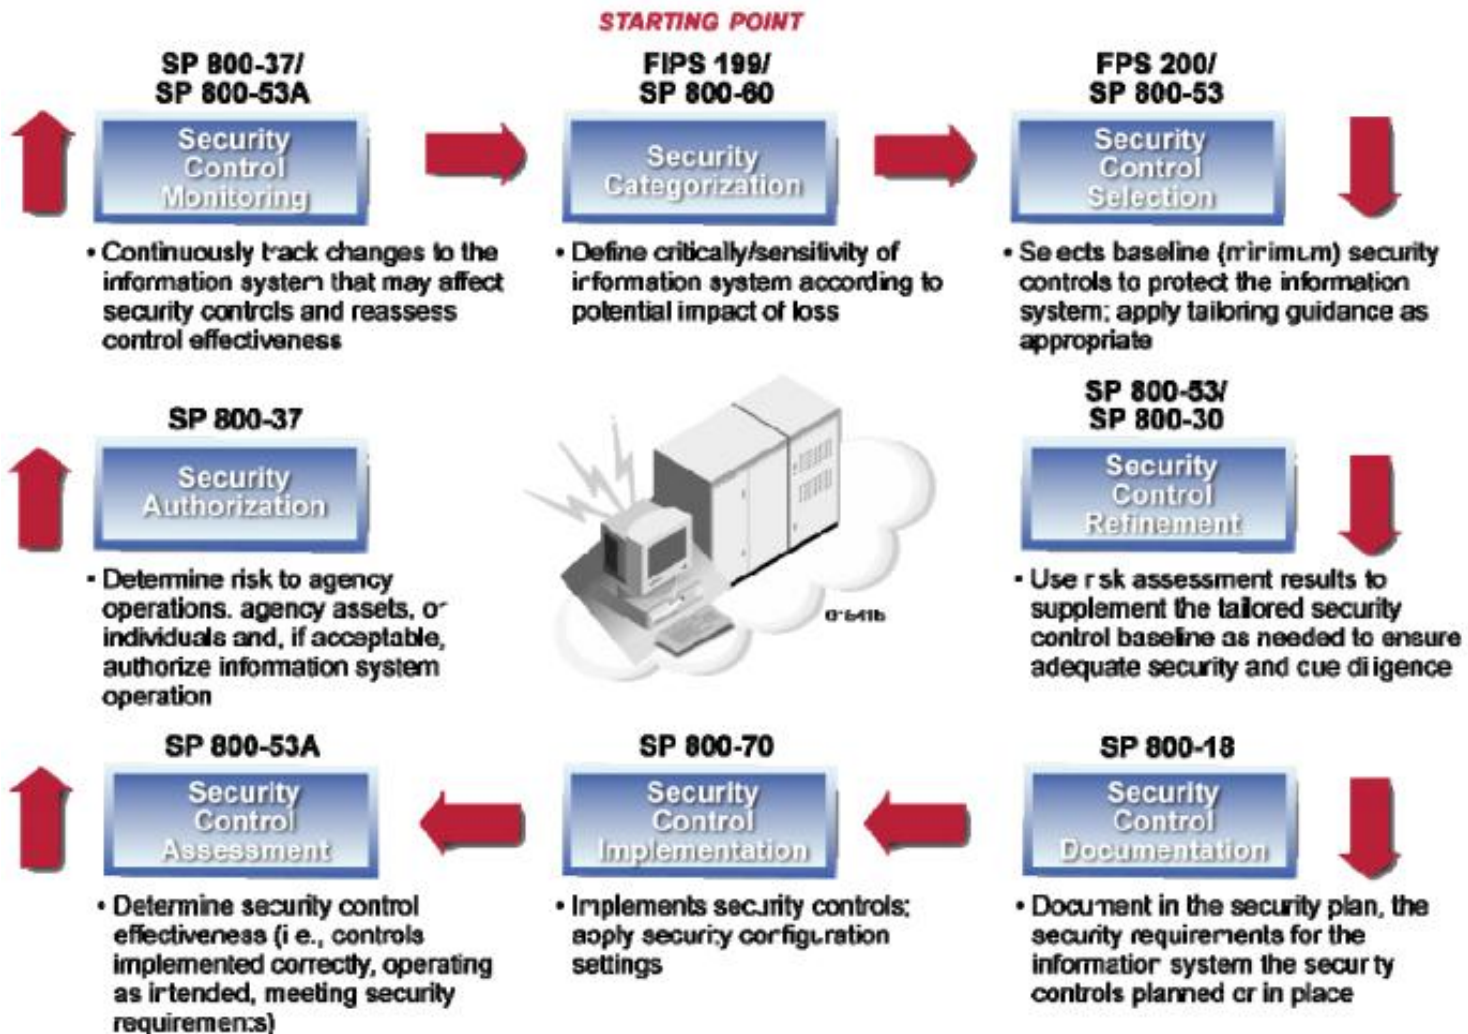 STARTING POINT
SP 800-37/
SP 800-53A
Security
Control
Monitoring
• Continuously track changes to the
information system that may affect
security controls and reassess
control effectiveness
FIPS 199/
SP 800-60
Security
Categorization
• Define critically/sensitivity of
information system according to
potential impact of loss
FPS 200/
SP 800-53
Security
Control
Selection
• Selects baseline (minimum) security
controls to protect the information
system; apply tailoring guidance as
appropriate
SP 800-37
Security
Authorization
• Determine risk to agency
operations, agency assets, or
individuals and, if acceptable,
authorize information system
operation
SP 800-53/
SP 800-30
Security
Control
Refinement
• Use risk assessment results to
supplement the tailored security
control baseline as needed to ensure
adequate security and due diligence
SP 800-53A
Security
Control
Assessment
• Determine security control
effectiveness (i.e., controls
implemented correctly, operating
as intended, meeting security
requirements)
SP 800-70
Security
Control
Implementation
• Implements security controls;
apply security configuration
settings
SP 800-18
Security
Control
Documentation
• Document in the security plan, the
security requirements for the
information system the security
controls planned or in place